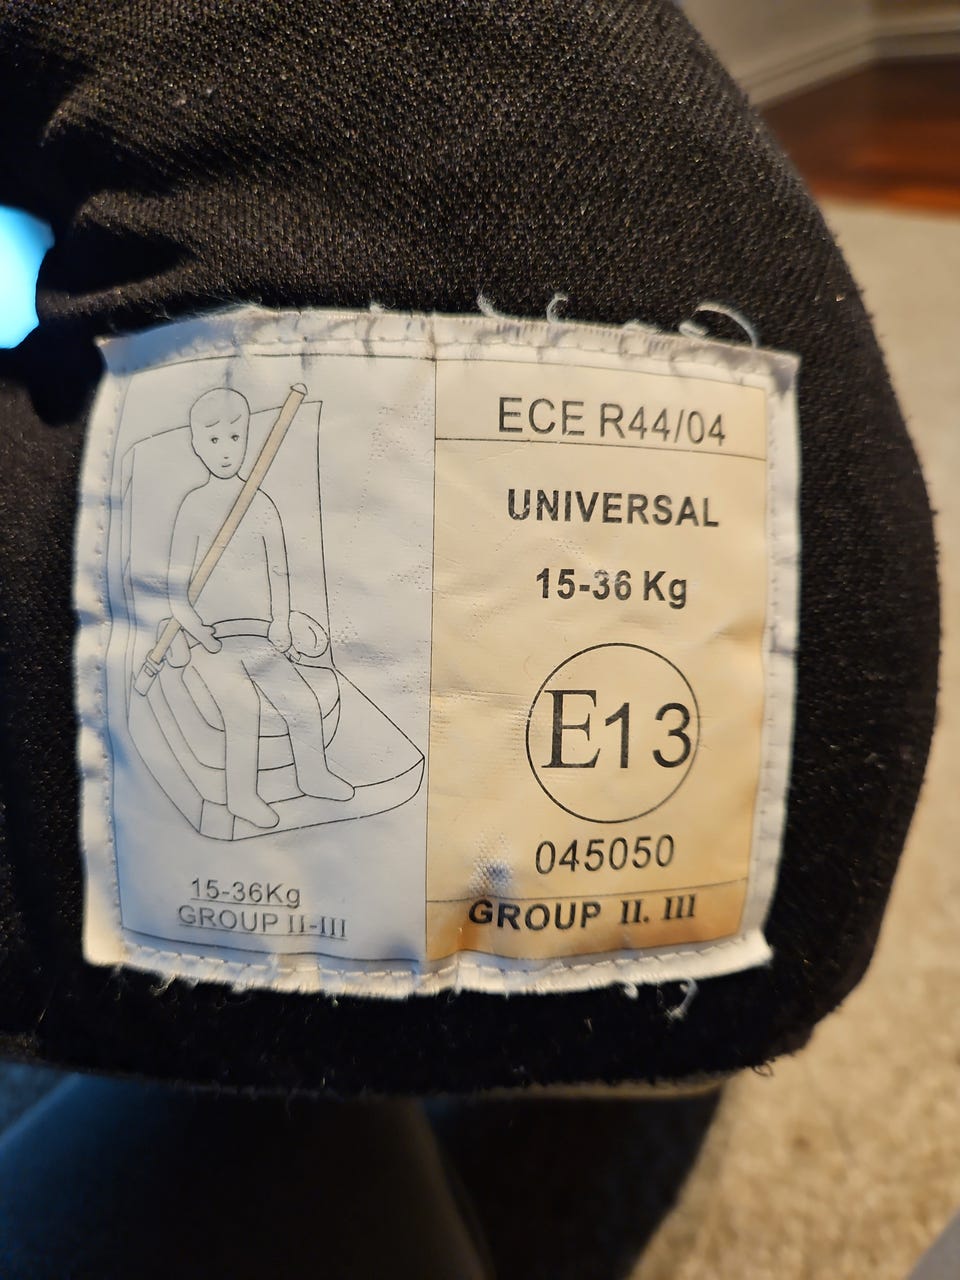 15-36Kg
GROUP II-III
ECE R44/04
UNIVERSAL
15-36 Kg
E13
045050
GROUP II. III